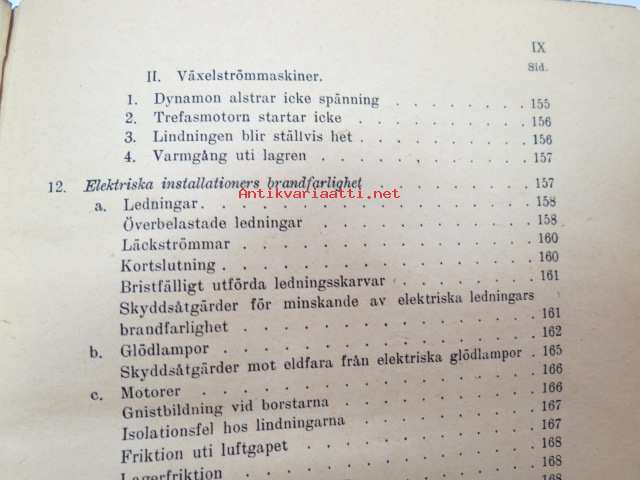 IX
Sid.
II. Växelströmmaskiner.
1. Dynamon alstrar icke spänning . . . . . . . 155
2. Trefasmotorn startar icke . . . . . . . . 156
3. Lindningen blir ställvis het . . . . . . . . 156
4. Varmgång uti lagren . . . . . . . . . . 157
12. Elektriska installationers brandfarlighet . . . . . . . 157
Antikvariaatti.net
a. Ledningar . . . . . . . . . . . . . 158
Överbelastade ledningar . . . . . . . . . 158
Läckströmmar . . . . . . . . . . . . 160
Kortslutning . . . . . . . . . . . . . 160
Bristfälligt utförda ledningsskarvar . . . . . . 161
Skyddsåtgärder för minskande av elektriska ledningars
brandfarlighet . . . . . . . . . . . . 161
b. Glödlampor . . . . . . . . . . . . . 162
Skyddsåtgärder mot eldfara från elektriska glödlampor . 165
c. Motorer . . . . . . . . . . . . . . 166
Gnistbildning vid borstarna . . . . . . . . 166
Isolationsfel hos lindningarna . . . . . . . . 167
Friktion uti luftgapet . . . . . . . . . . 167
Lagerfriktion . . . . . . . . . . . . 168
168
168